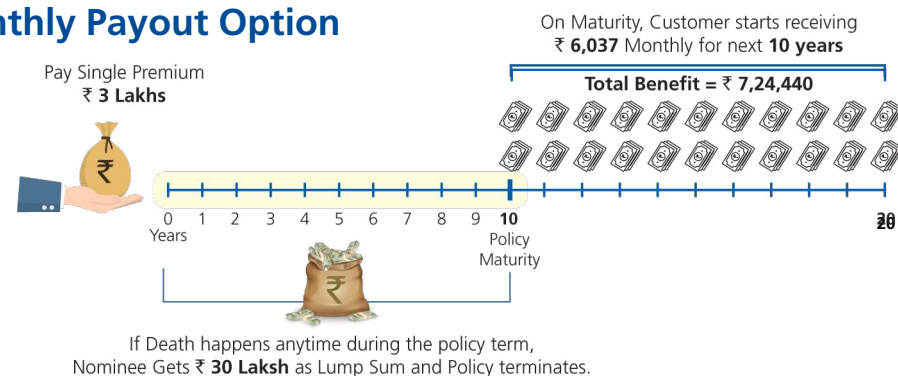 nthly Payout Option
On Maturity, Customer starts receiving
₹ 6,037 Monthly for next 10 years
Pay Single Premium
₹ 3 Lakhs
Total Benefit = ₹ 7,24,440
₹
0 1 2 3 4 5 6 7 8 9 10
20
Years
Policy
Maturity
₹
If Death happens anytime during the policy term,
Nominee Gets ₹ 30 Laksh as Lump Sum and Policy terminates.